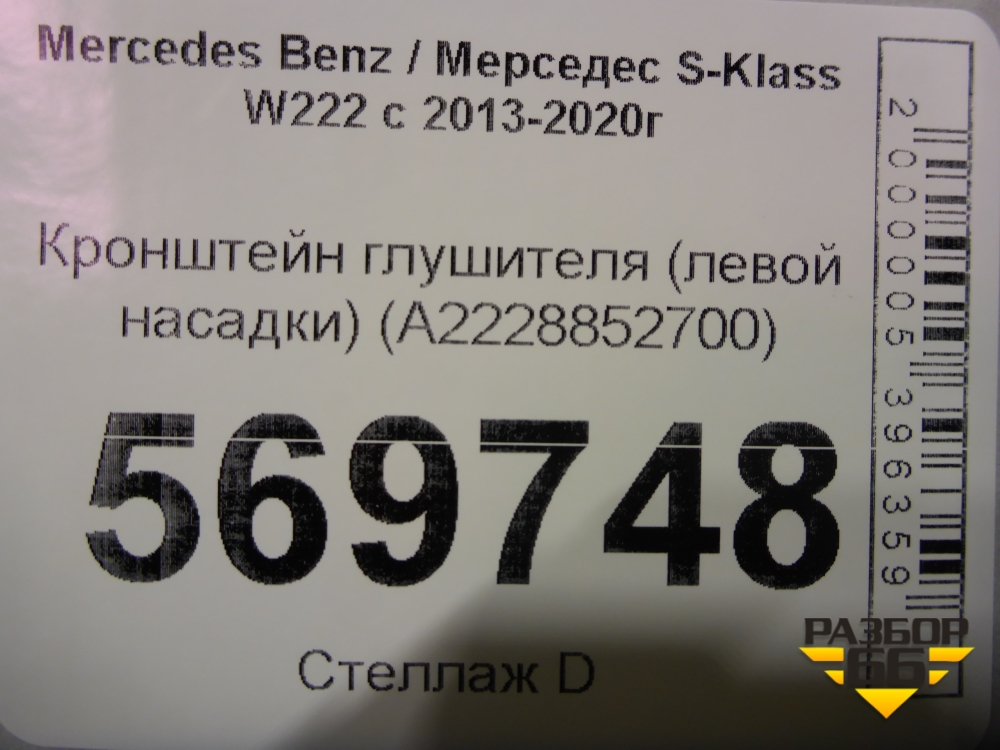 Mercedes Benz / Мерседес S-Klass
W222 с 2013-2020г
Кронштейн глушителя (левой
насадки) (A2228852700)
569748
Стеллаж D
2000005396359
РАЗБОР
66